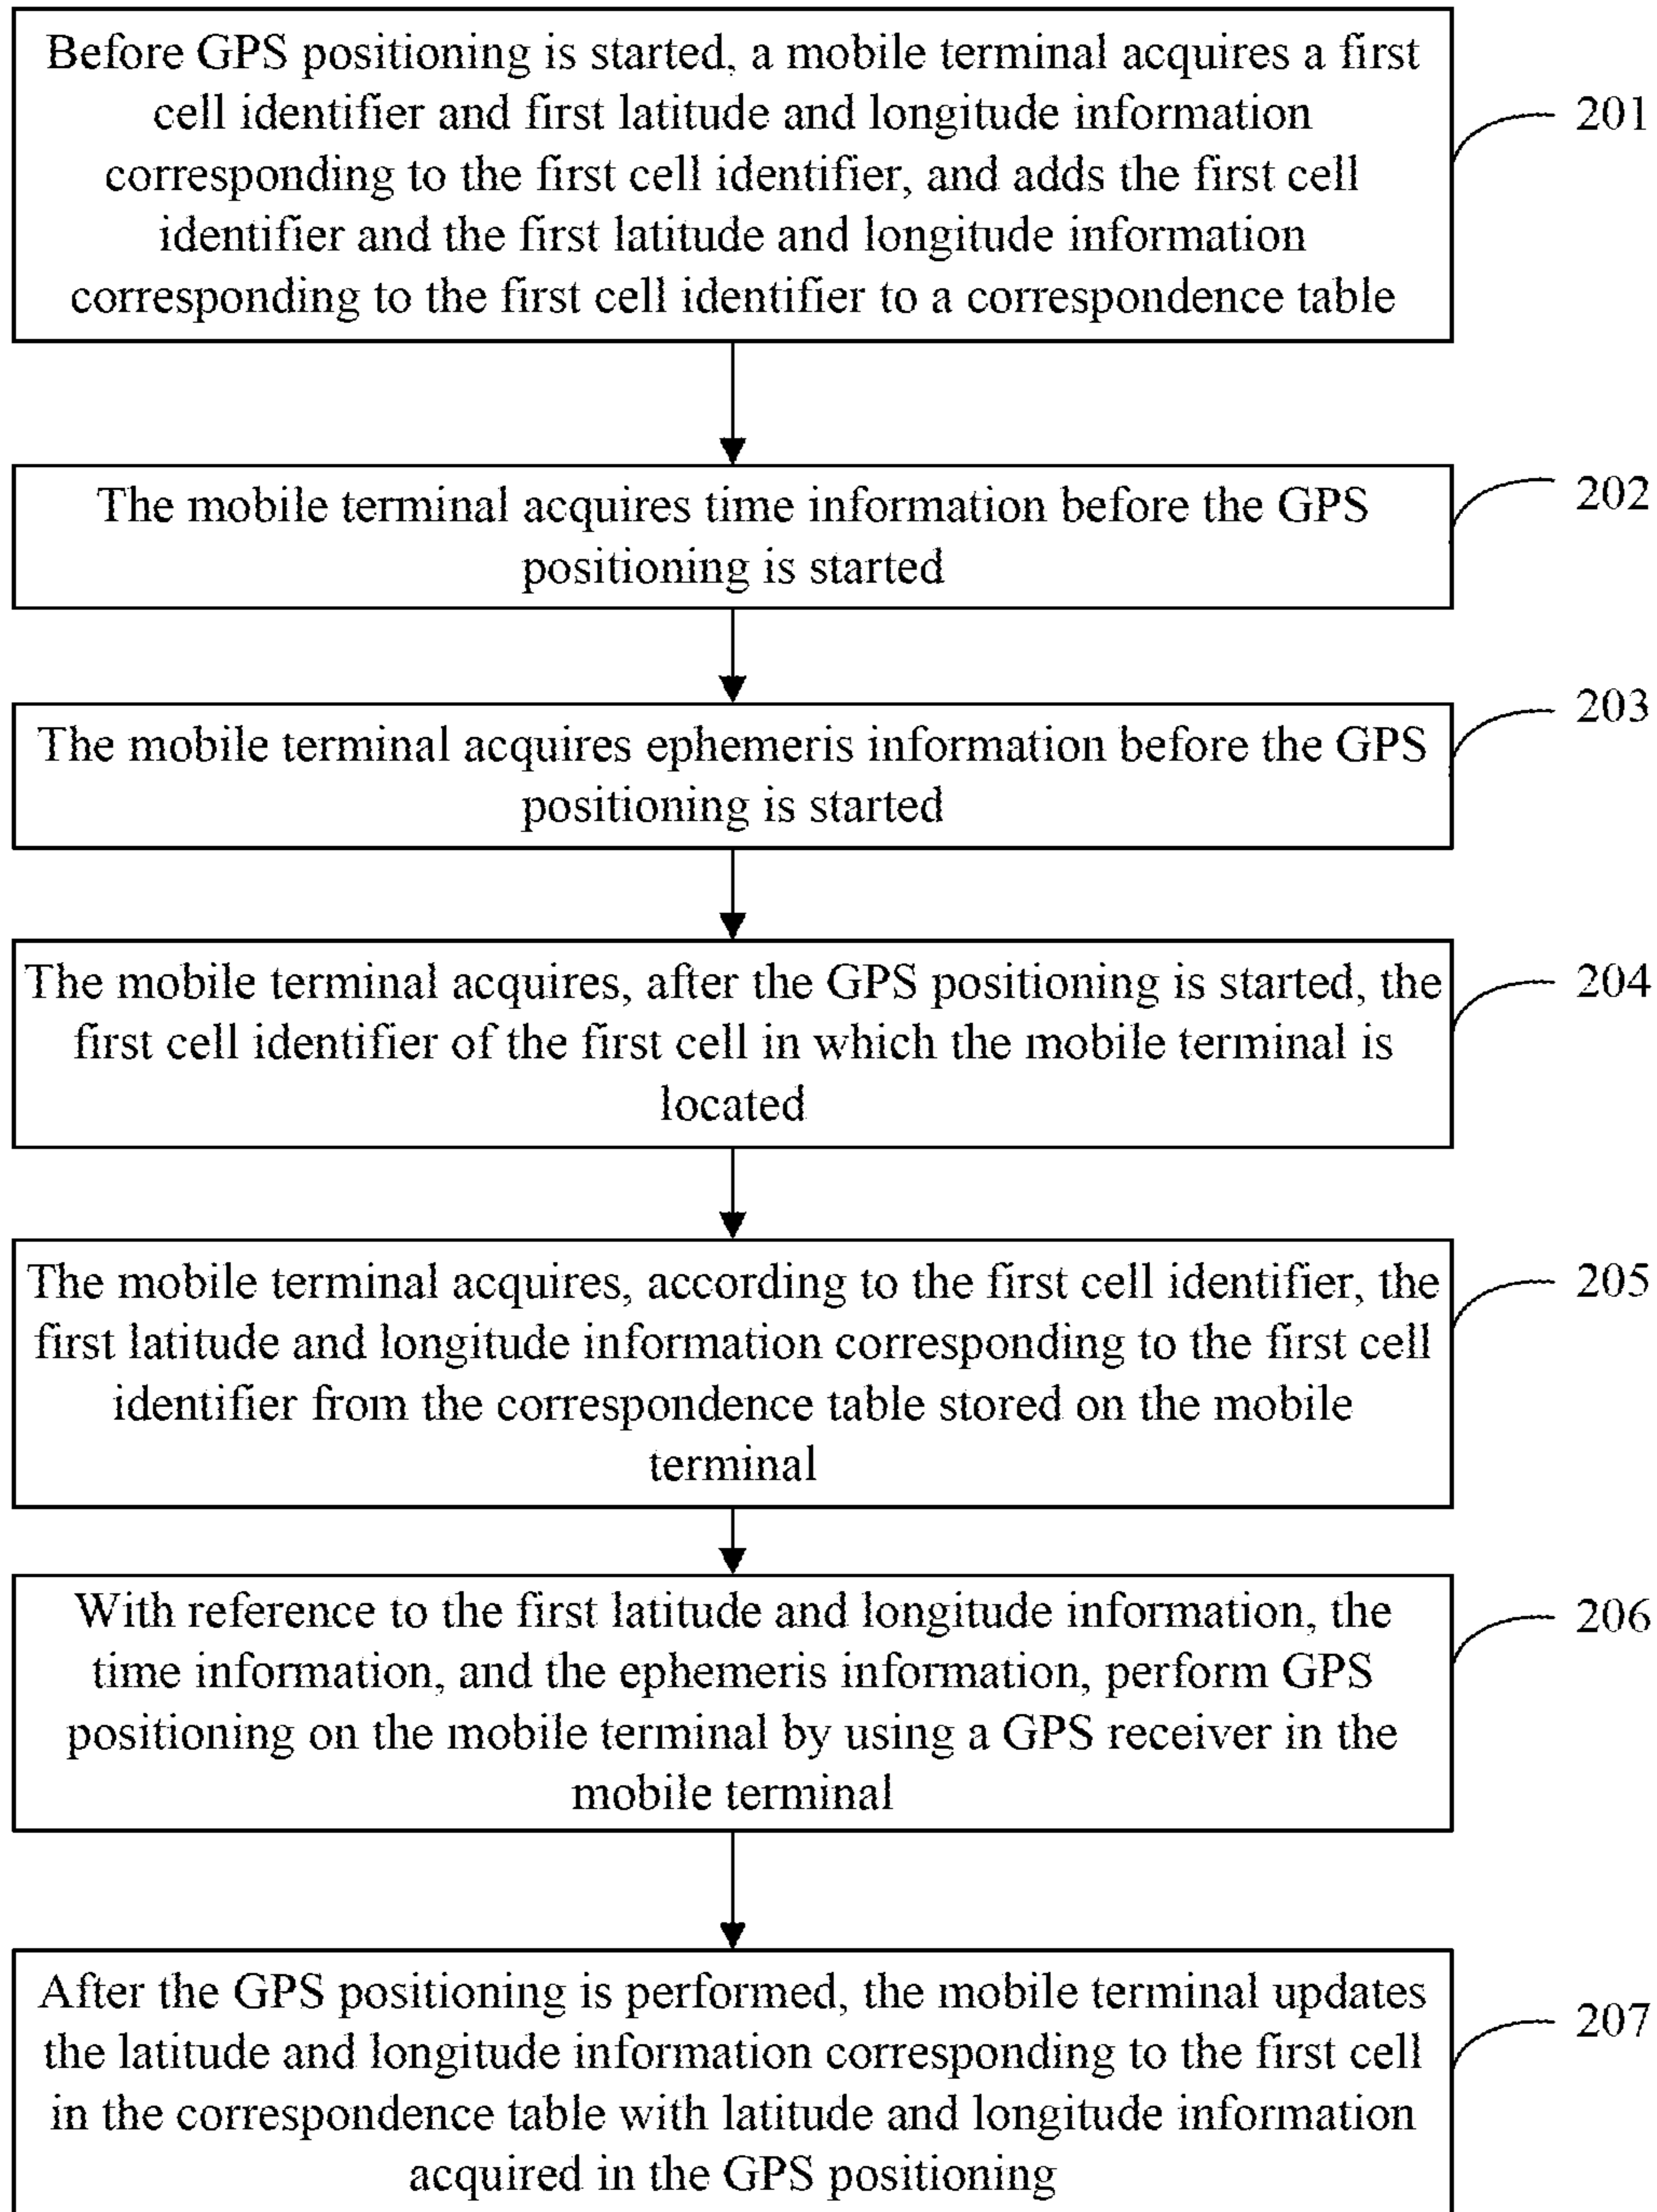 Before GPS positioning is started, a mobile terminal acquires a first
cell identifier and first latitude and longitude information
corresponding to the first cell identifier, and adds the first cell
identifier and the first latitude and longitude information
corresponding to the first cell identifier to a correspondence table
201
The mobile terminal acquires time information before the GPS
positioning is started
202
The mobile terminal acquires ephemeris information before the GPS
positioning is started
203
The mobile terminal acquires, after the GPS positioning is started, the
first cell identifier of the first cell in which the mobile terminal is
located
204
The mobile terminal acquires, according to the first cell identifier, the
first latitude and longitude information corresponding to the first cell
identifier from the correspondence table stored on the mobile
terminal
205
With reference to the first latitude and longitude information, the
time information, and the ephemeris information, perform GPS
positioning on the mobile terminal by using a GPS receiver in the
mobile terminal
206
After the GPS positioning is performed, the mobile terminal updates
the latitude and longitude information corresponding to the first cell
in the correspondence table with latitude and longitude information
acquired in the GPS positioning
207